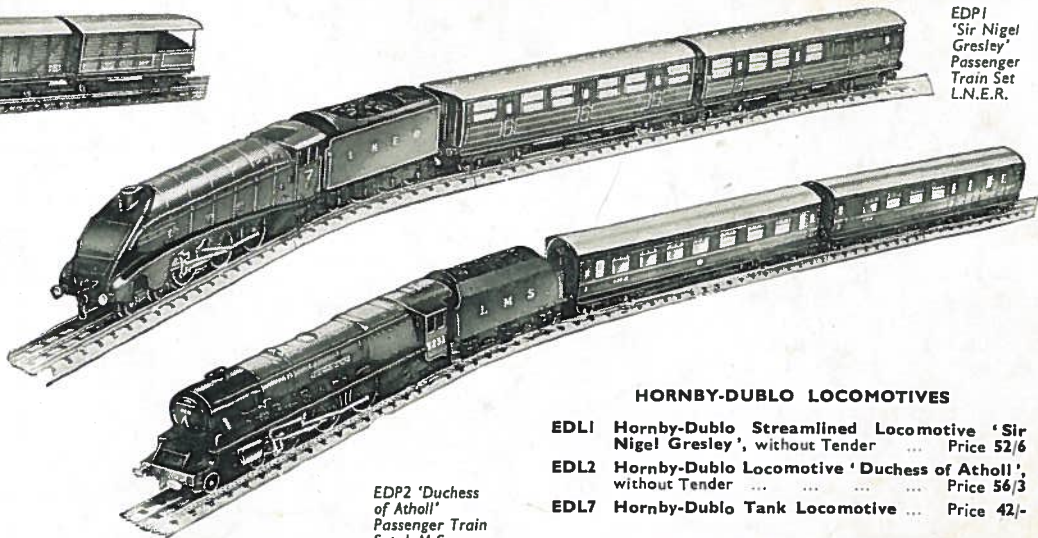 EDP1
'Sir Nigel
Gresley'
Passenger
Train Set
L.N.E.R.
L N E R
7
L M S
6231
HORNBY-DUBLO LOCOMOTIVES
EDL1 Hornby-Dublo Streamlined Locomotive 'Sir
Nigel Gresley', without Tender ... Price 52/6
EDL2 Hornby-Dublo Locomotive 'Duchess of Atholl',
without Tender ... ... ... ... Price 56/3
EDL7 Hornby-Dublo Tank Locomotive ... Price 42/-
EDP2 'Duchess
of Atholl'
Passenger Train